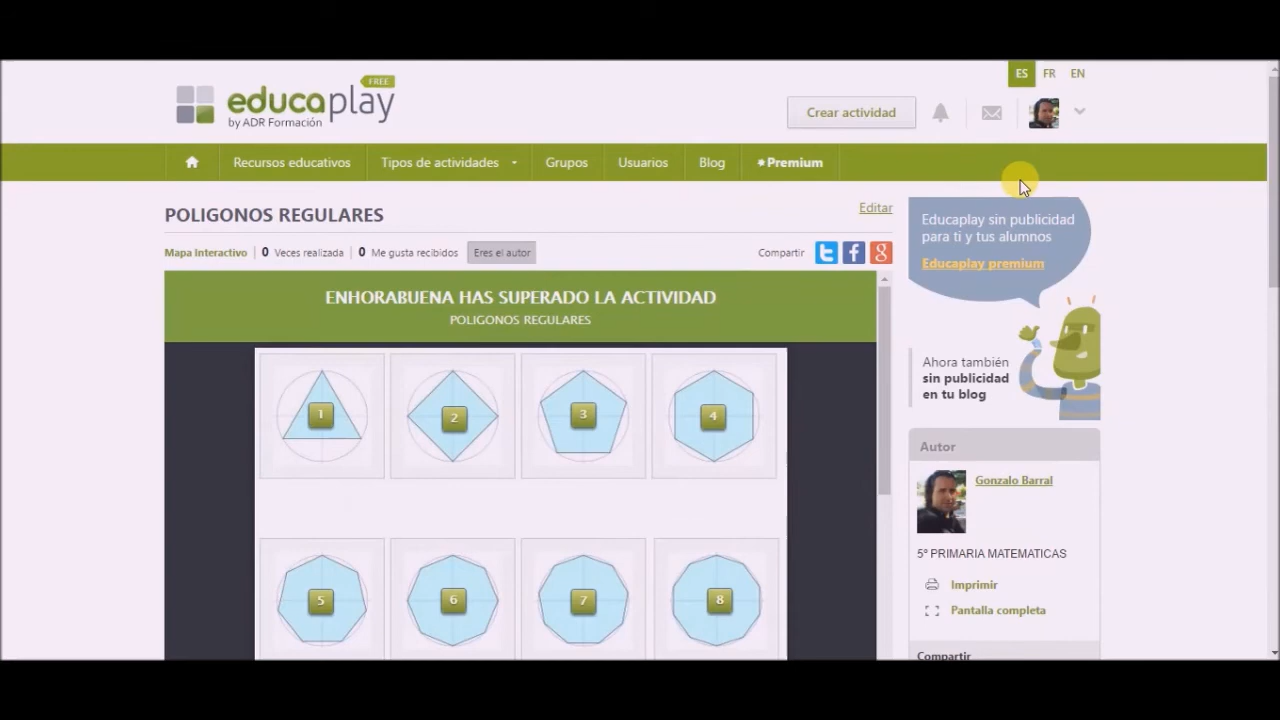 ES FR EN
educaplay FREE
by ADR Formación
Crear actividad
Recursos educativos Tipos de actividades Grupos Usuarios Blog Premium
POLIGONOS REGULARES
Editar
Mapa Interactivo | 0 Veces realizada | 0 Me gusta recibidos Eres el autor
Compartir
ENHORABUENA HAS SUPERADO LA ACTIVIDAD
POLIGONOS REGULARES
1 2 3 4
5 6 7 8
Educaplay sin publicidad
para ti y tus alumnos
Educaplay premium
Ahora también
sin publicidad
en tu blog
Autor
Gonzalo Barral
5º PRIMARIA MATEMATICAS
Imprimir
Pantalla completa
Compartir